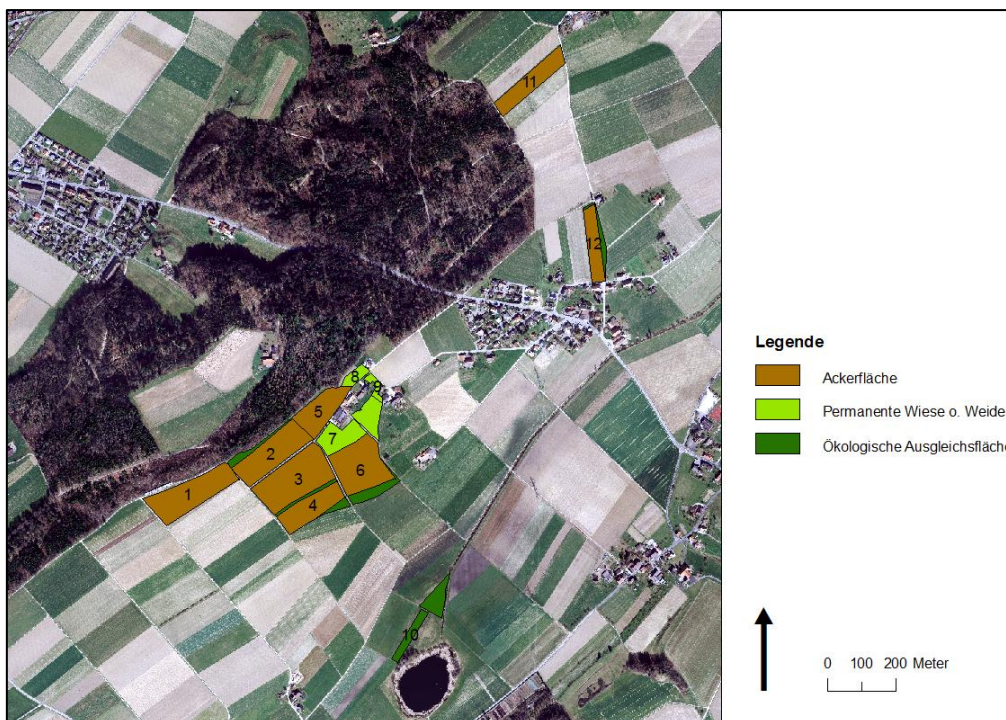 11
12
8
9
5
7
2
3
6
1
4
10
Legende
Ackerfläche
Permanente Wiese o. Weide
Ökologische Ausgleichsfläche
0 100 200 Meter